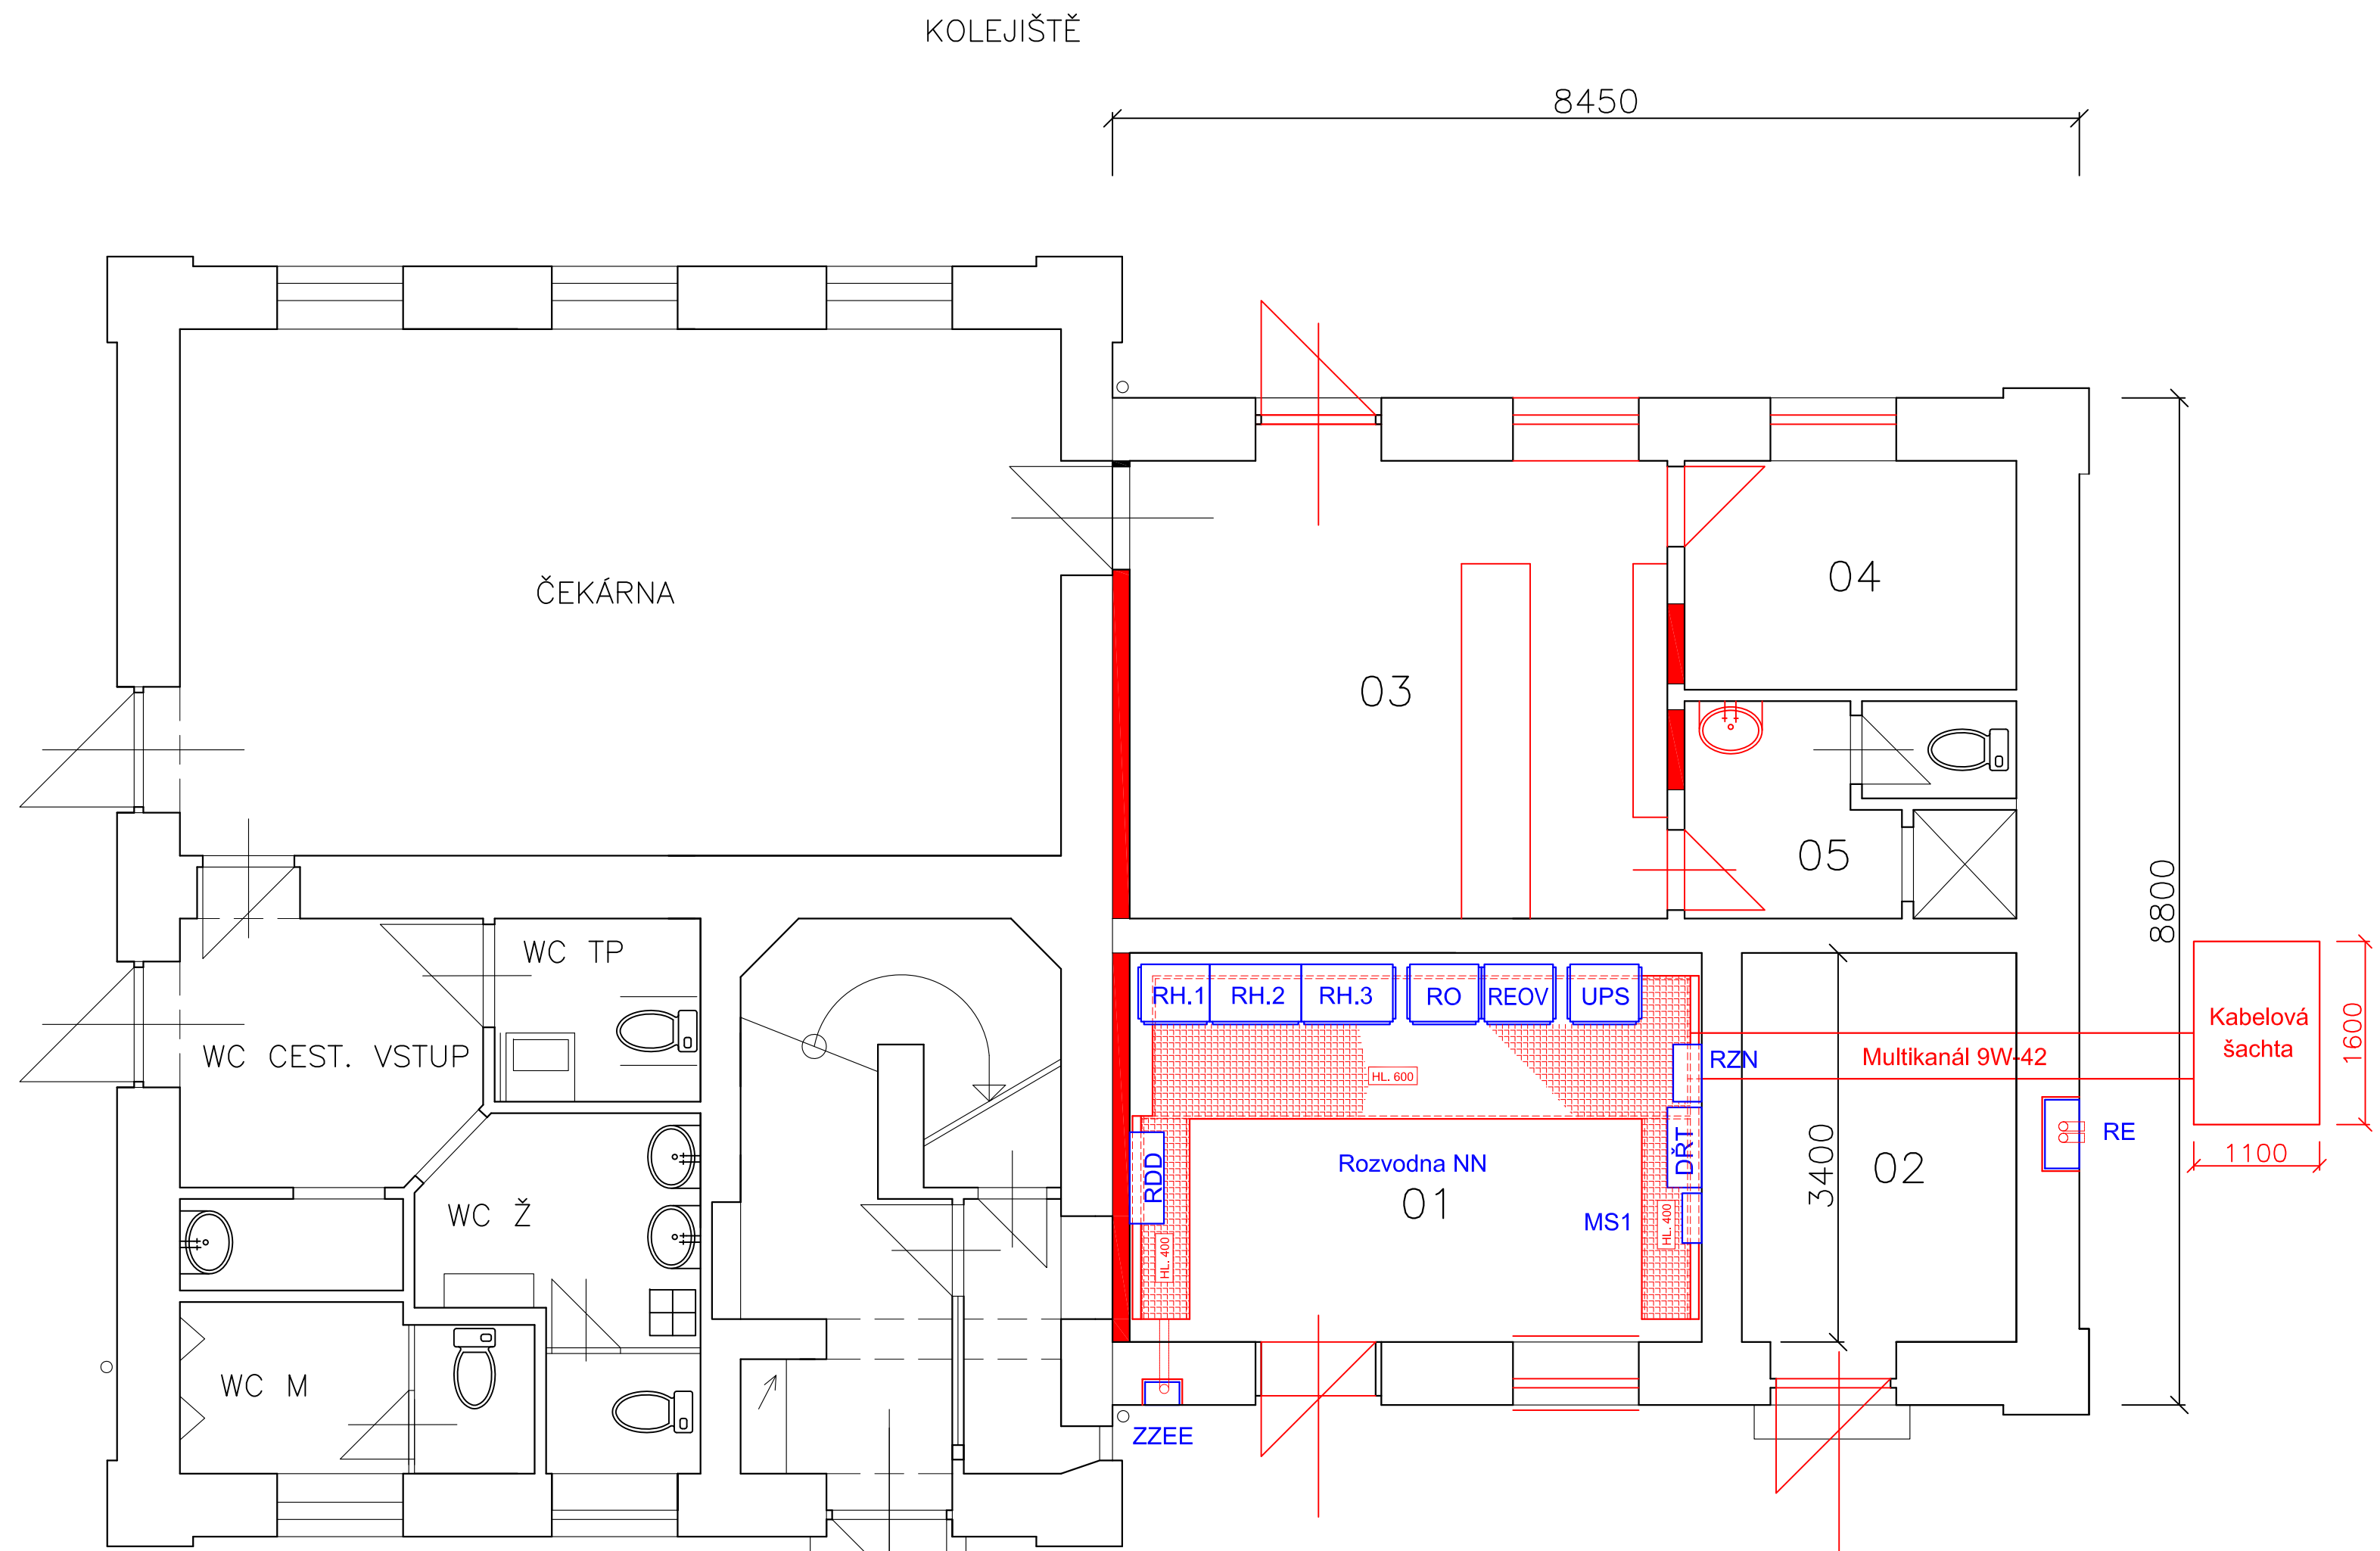 KOLEJIŠTĚ
8450
ČEKÁRNA
04
03
05
8800
WC TP
WC CEST. VSTUP
RH.1
RH.2
RH.3
RO
REOV
UPS
Kabelová
šachta
1600
RZN
Multikanál 9W-42
HL. 600
RE
1100
Rozvodna NN
01
RDD
DŘT
3400
02
WC Ž
MS1
HL. 400
HL. 400
WC M
ZZEE